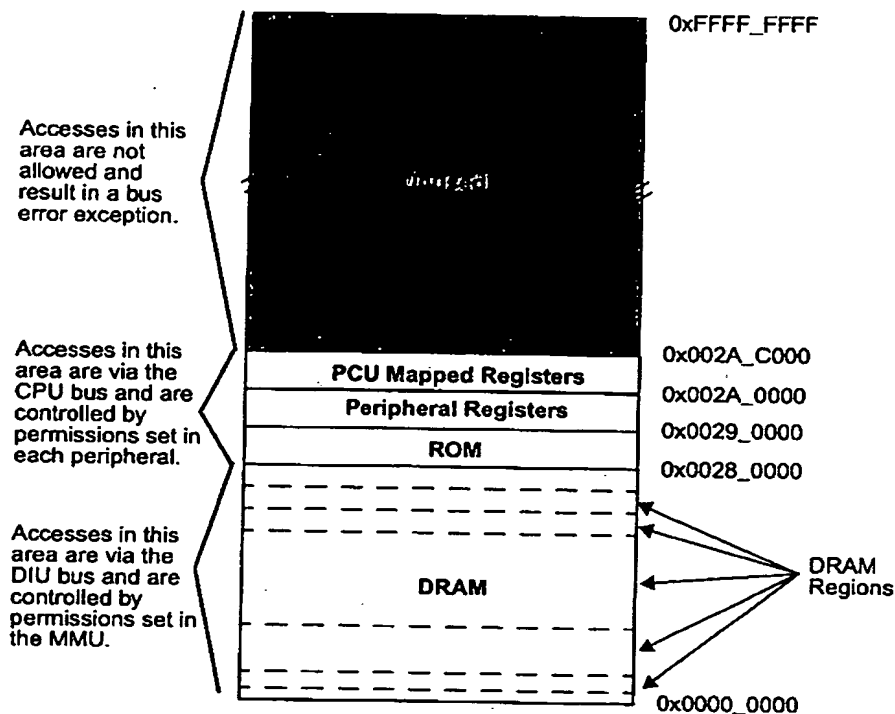 0xFFFF_FFFF
Accesses in this
area are not
allowed and
result in a bus
error exception.
Accesses in this
area are via the
CPU bus and are
controlled by
permissions set in
each peripheral.
0x002A_C000
PCU Mapped Registers
0x002A_0000
Peripheral Registers
0x0029_0000
ROM
0x0028_0000
Accesses in this
area are via the
DIU bus and are
controlled by
permissions set in
the MMU.
DRAM
DRAM
Regions
0x0000_0000